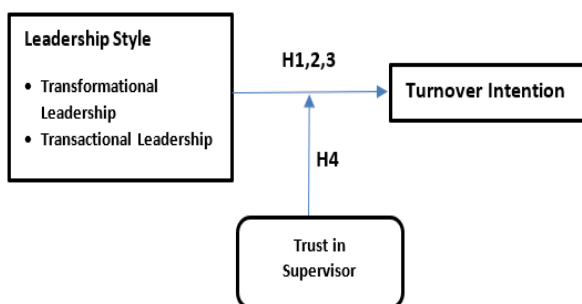 Leadership Style
• Transformational
Leadership
• Transactional Leadership
H1,2,3
Turnover Intention
H4
Trust in
Supervisor